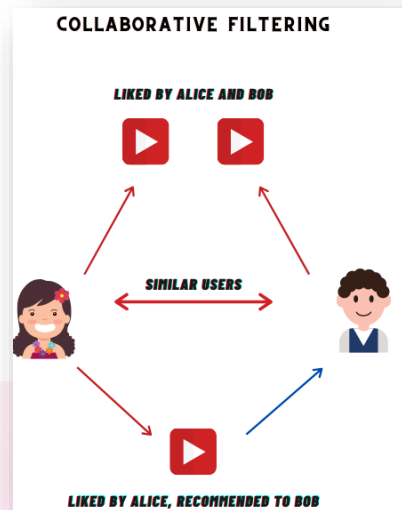 COLLABORATIVE FILTERING
LIKED BY ALICE AND BOB
SIMILAR USERS
LIKED BY ALICE, RECOMMENDED TO BOB